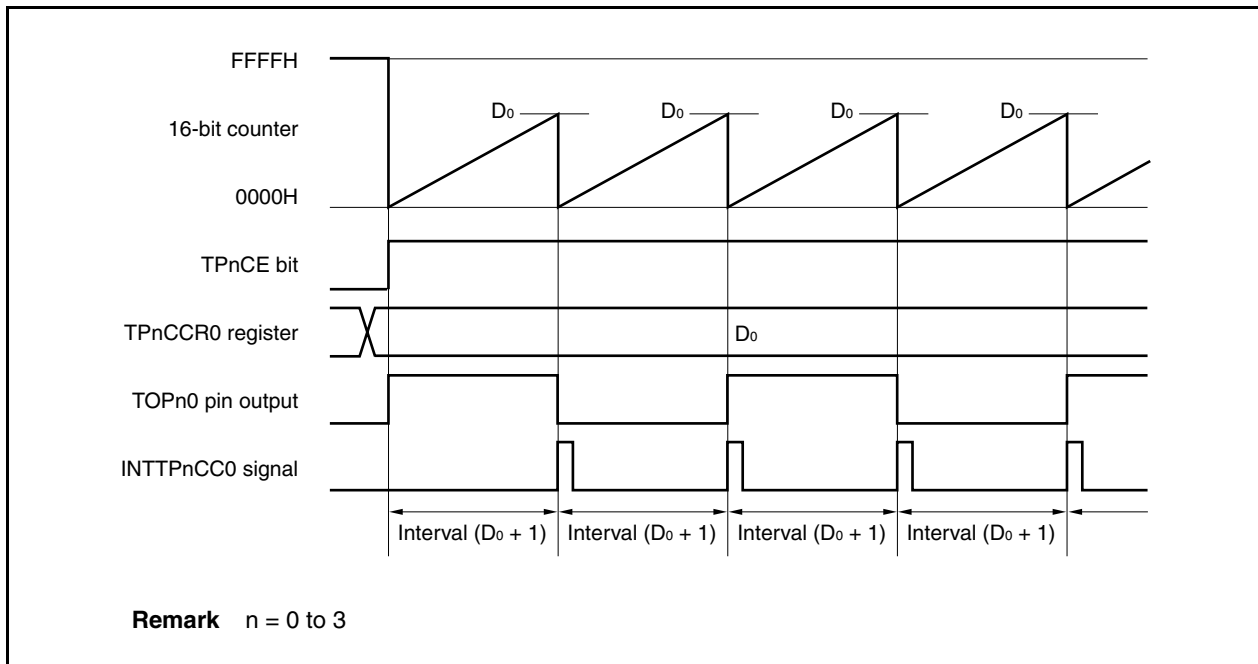 FFFFH
D0 D0 D0 D0
16-bit counter
0000H
TPnCE bit
TPnCCR0 register D0
TOPn0 pin output
INTTPnCC0 signal
Interval (D0 + 1) Interval (D0 + 1) Interval (D0 + 1) Interval (D0 + 1)
Remark n = 0 to 3